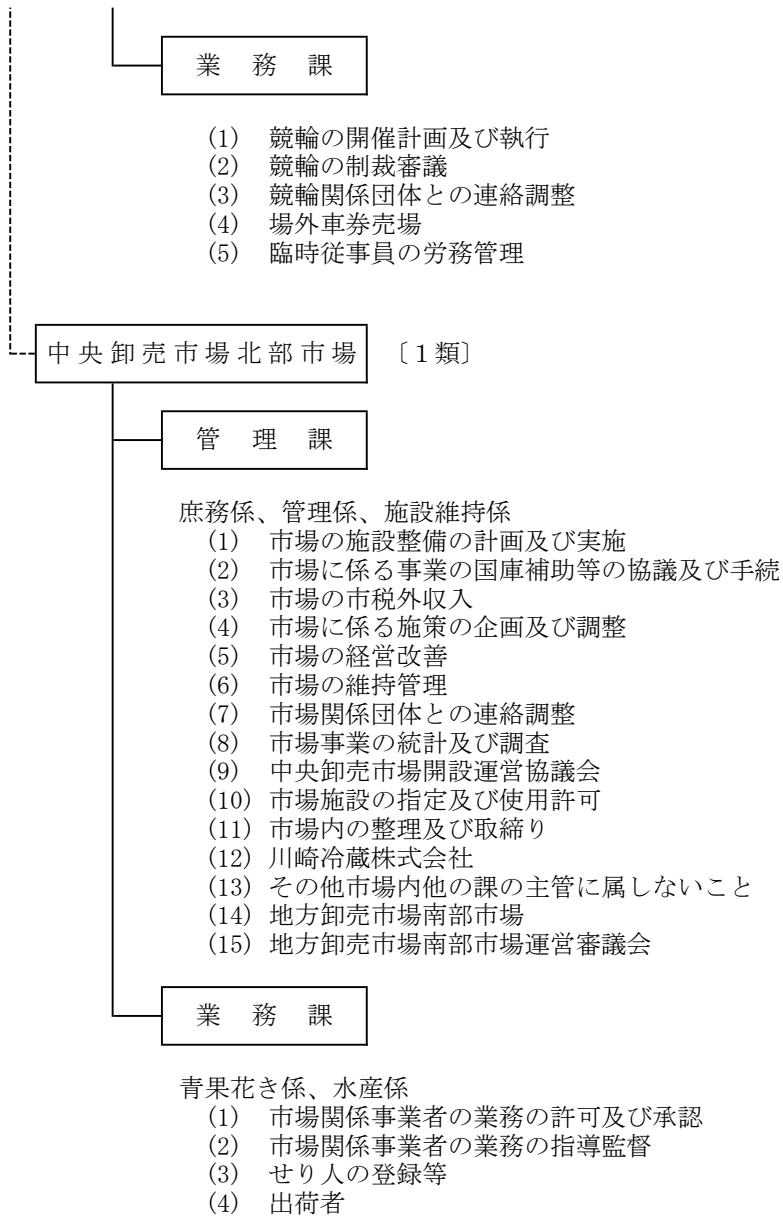 業務課
(1) 競輪の開催計画及び執行
(2) 競輪の制裁審議
(3) 競輪関係団体との連絡調整
(4) 場外車券売場
(5) 臨時従事員の労務管理
中央卸売市場北部市場 〔1類〕
管理課
庶務係、管理係、施設維持係
(1) 市場の施設整備の計画及び実施
(2) 市場に係る事業の国庫補助等の協議及び手続
(3) 市場の市税外収入
(4) 市場に係る施策の企画及び調整
(5) 市場の経営改善
(6) 市場の維持管理
(7) 市場関係団体との連絡調整
(8) 市場事業の統計及び調査
(9) 中央卸売市場開設運営協議会
(10) 市場施設の指定及び使用許可
(11) 市場内の整理及び取締り
(12) 川崎冷蔵株式会社
(13) その他市場内他の課の主管に属しないこと
(14) 地方卸売市場南部市場
(15) 地方卸売市場南部市場運営審議会
業務課
青果花き係、水産係
(1) 市場関係事業者の業務の許可及び承認
(2) 市場関係事業者の業務の指導監督
(3) せり人の登録等
(4) 出荷者